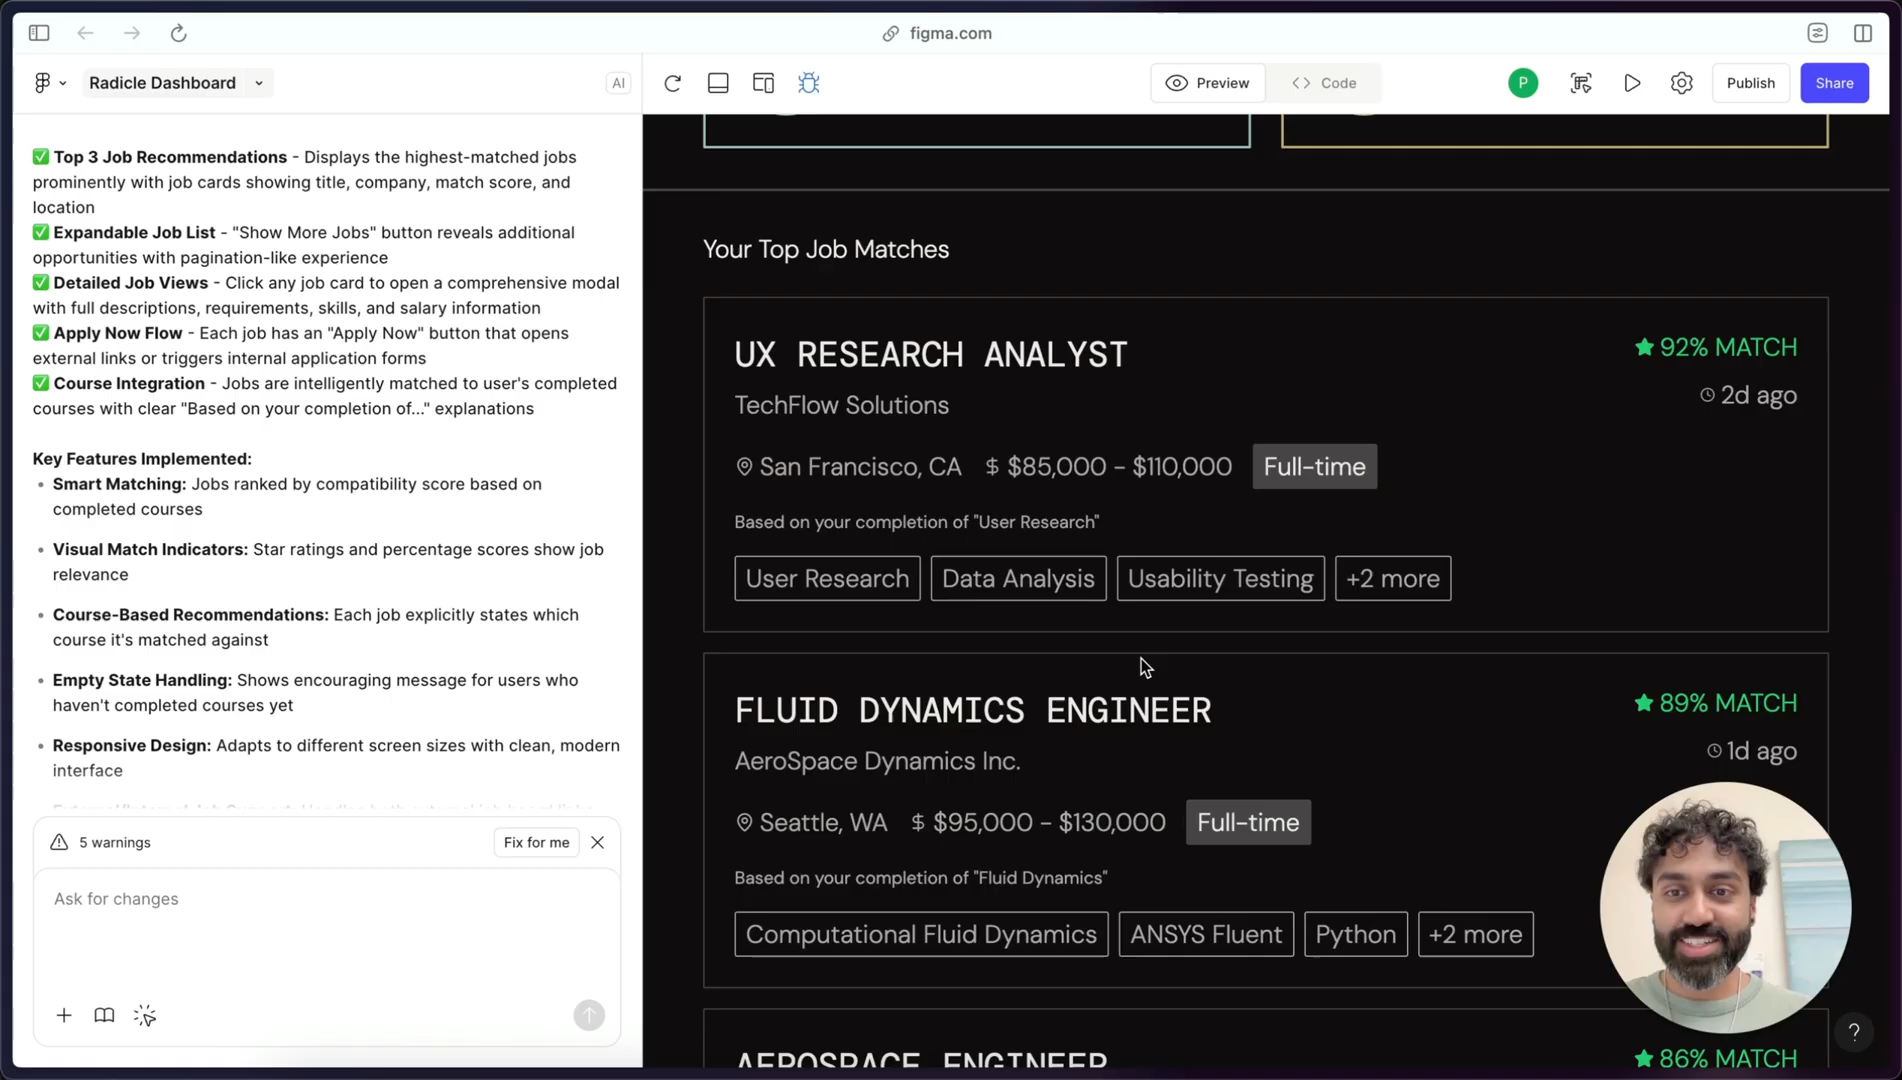 figma.com
Radicle Dashboard
AI
Preview
Code
P
Publish
Share
✅ Top 3 Job Recommendations - Displays the highest-matched jobs
prominently with job cards showing title, company, match score, and
location
✅ Expandable Job List - "Show More Jobs" button reveals additional
opportunities with pagination-like experience
✅ Detailed Job Views - Click any job card to open a comprehensive modal
with full descriptions, requirements, skills, and salary information
✅ Apply Now Flow - Each job has an "Apply Now" button that opens
external links or triggers internal application forms
✅ Course Integration - Jobs are intelligently matched to user's completed
courses with clear "Based on your completion of..." explanations
Key Features Implemented:
• Smart Matching: Jobs ranked by compatibility score based on
completed courses
• Visual Match Indicators: Star ratings and percentage scores show job
relevance
• Course-Based Recommendations: Each job explicitly states which
course it's matched against
• Empty State Handling: Shows encouraging message for users who
haven't completed courses yet
• Responsive Design: Adapts to different screen sizes with clean, modern
interface
5 warnings
Fix for me
Ask for changes
Your Top Job Matches
UX RESEARCH ANALYST
92% MATCH
TechFlow Solutions
2d ago
San Francisco, CA
$ $85,000 - $110,000
Full-time
Based on your completion of "User Research"
User Research
Data Analysis
Usability Testing
+2 more
FLUID DYNAMICS ENGINEER
89% MATCH
AeroSpace Dynamics Inc.
1d ago
Seattle, WA
$ $95,000 - $130,000
Full-time
Based on your completion of "Fluid Dynamics"
Computational Fluid Dynamics
ANSYS Fluent
Python
+2 more
AEROSPACE ENGINEER
86% MATCH
?